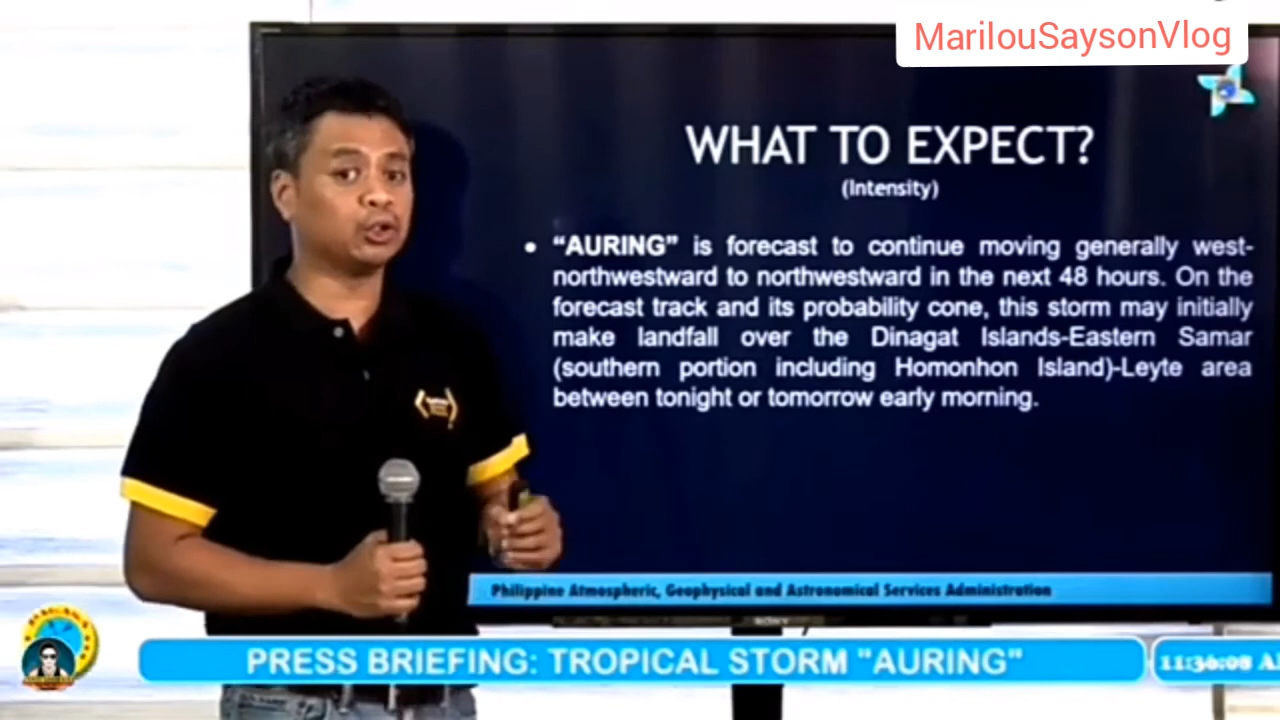 MarilouSaysonVlog
WHAT TO EXPECT?
(Intensity)
• “AURING” is forecast to continue moving generally west-
northwestward to northwestward in the next 48 hours. On the
forecast track and its probability cone, this storm may initially
make landfall over the Dinagat Islands-Eastern Samar
(southern portion including Homonhon Island)-Leyte area
between tonight or tomorrow early morning.
Philippine Atmospheric, Geophysical and Astronomical Services Administration
SONY
PRESS BRIEFING: TROPICAL STORM "AURING"
11:36:08 A